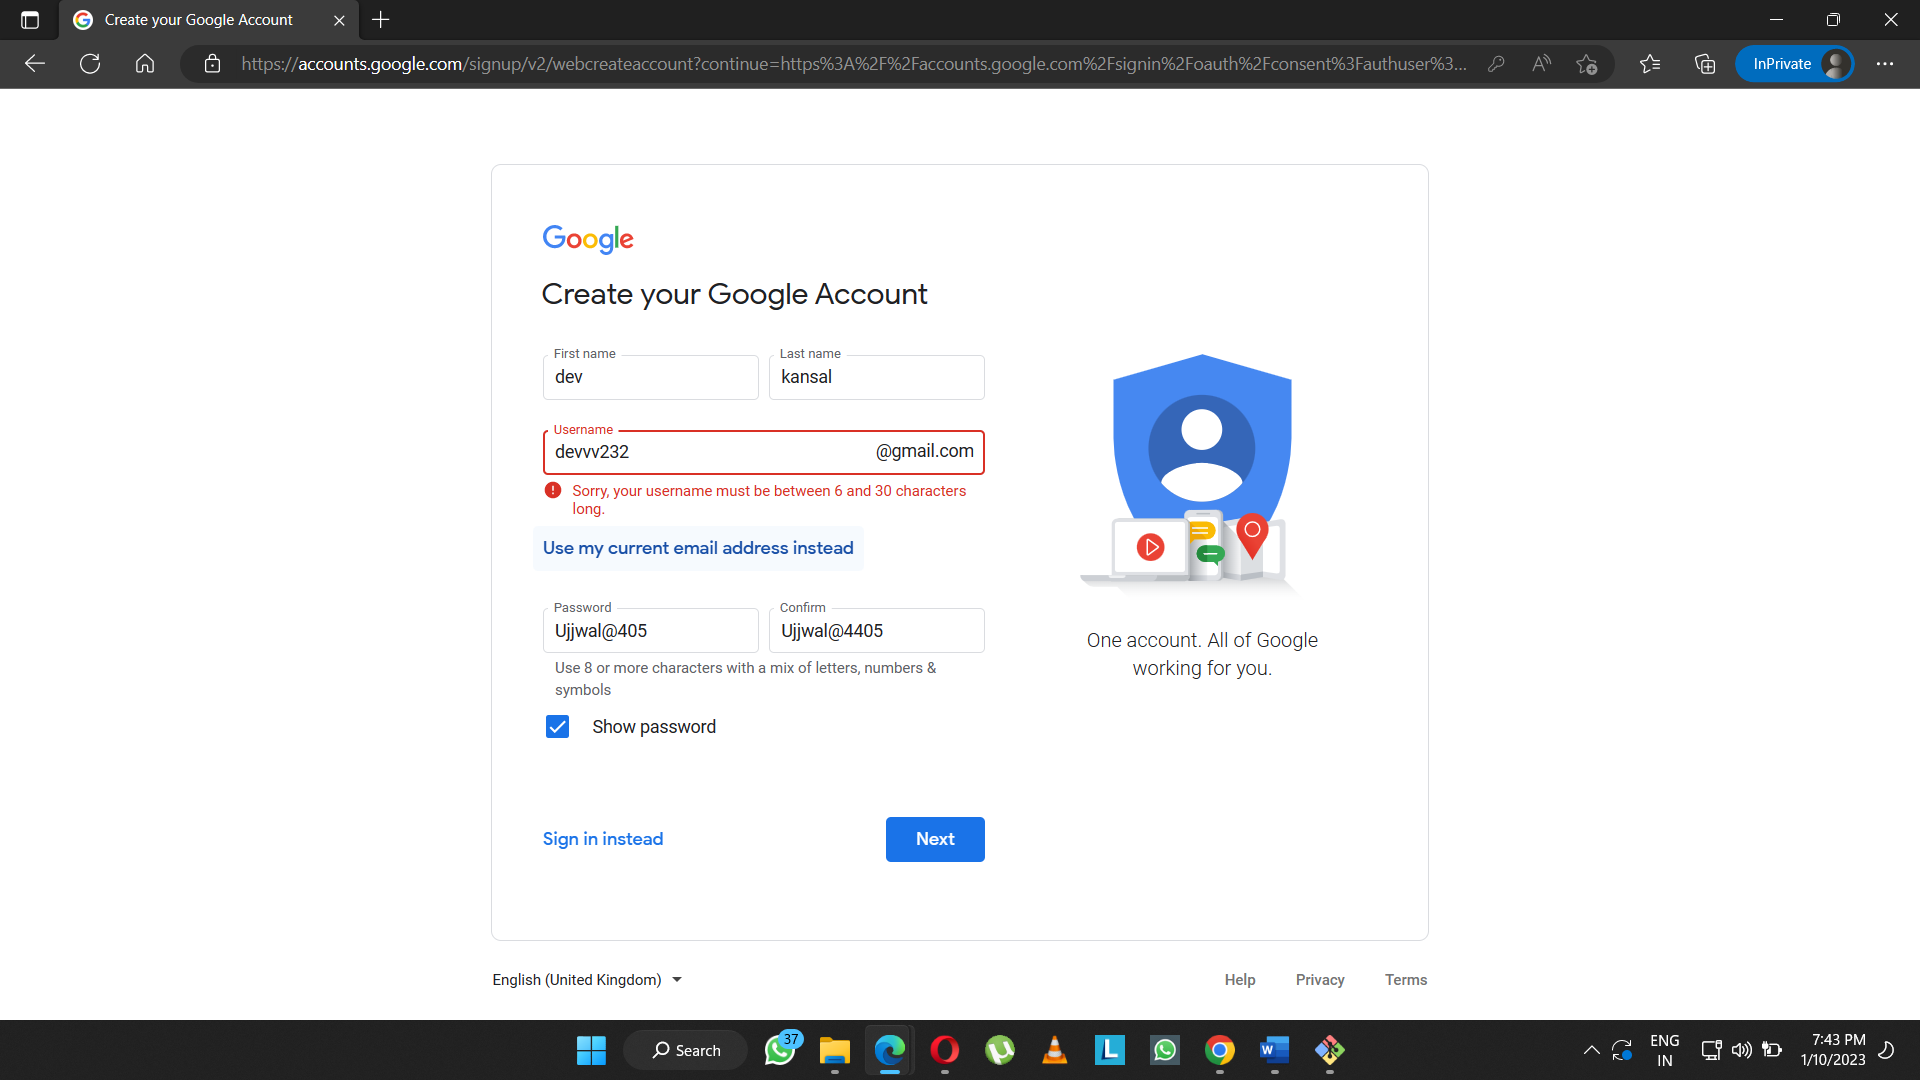 Create your Google Account
https://accounts.google.com/signup/v2/webcreateaccount?continue=https%3A%2F%2Faccounts.google.com%2Fsignin%2Foauth%2Fconsent%3Fauthuser%3...
InPrivate
Google
Create your Google Account
First name
Last name
dev
kansal
Username
devvv232
@gmail.com
Sorry, your username must be between 6 and 30 characters
long.
Use my current email address instead
Password
Confirm
Ujjwal@405
Ujjwal@4405
Use 8 or more characters with a mix of letters, numbers &
symbols
Show password
Sign in instead
Next
One account. All of Google
working for you.
English (United Kingdom)
Help
Privacy
Terms
Search
37
L
W
ENG
IN
7:43 PM
1/10/2023